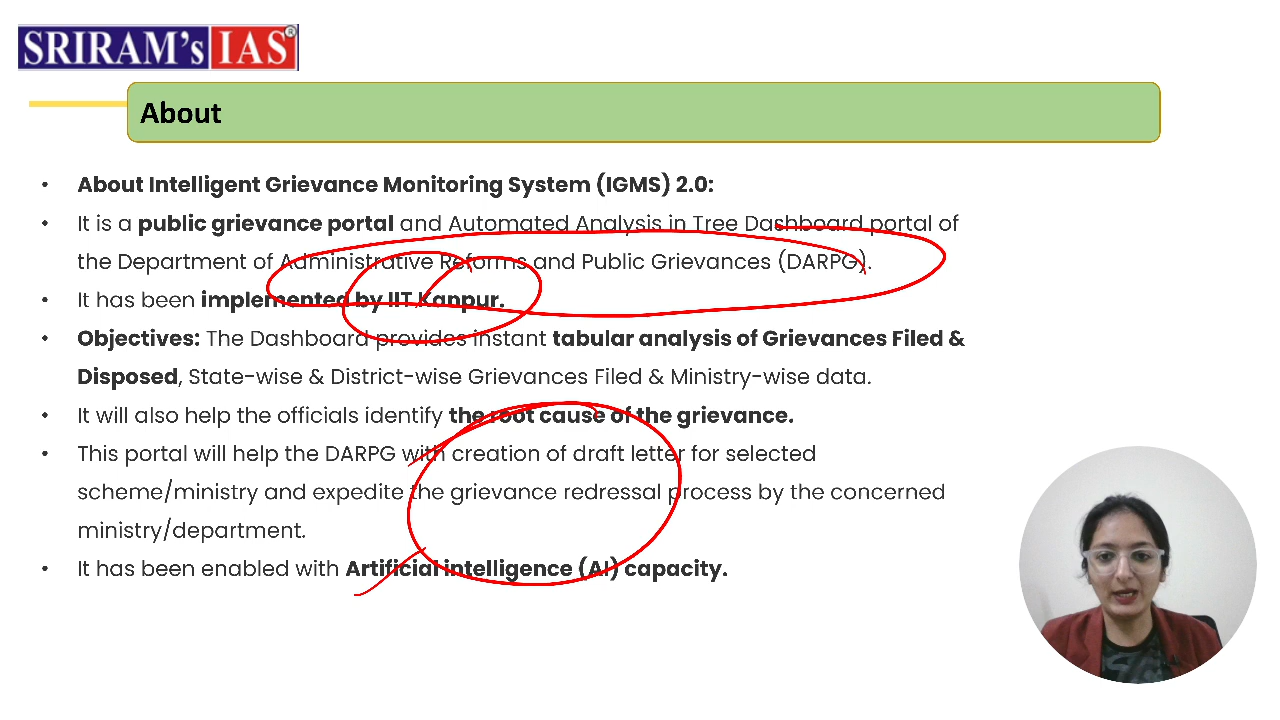 SRIRAM's IAS®
About
• About Intelligent Grievance Monitoring System (IGMS) 2.0:
• It is a public grievance portal and Automated Analysis in Tree Dashboard portal of
the Department of Administrative Reforms and Public Grievances (DARPG).
• It has been implemented by IIT Kanpur.
• Objectives: The Dashboard provides instant tabular analysis of Grievances Filed &
Disposed, State-wise & District-wise Grievances Filed & Ministry-wise data.
• It will also help the officials identify the root cause of the grievance.
• This portal will help the DARPG with creation of draft letter for selected
scheme/ministry and expedite the grievance redressal process by the concerned
ministry/department.
• It has been enabled with Artificial intelligence (AI) capacity.